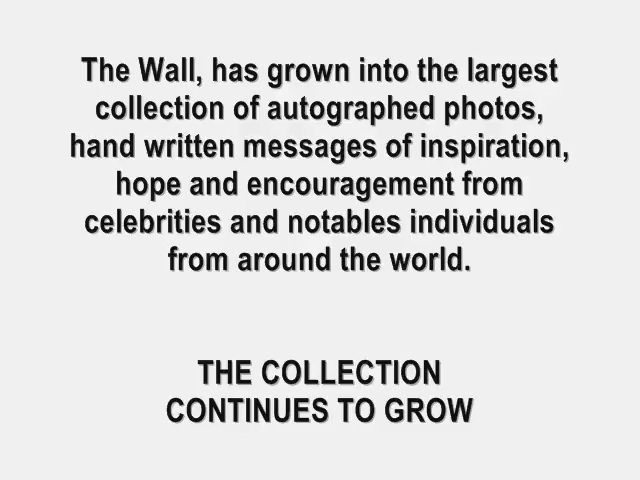 The Wall, has grown into the largest
collection of autographed photos,
hand written messages of inspiration,
hope and encouragement from
celebrities and notables individuals
from around the world.
THE COLLECTION
CONTINUES TO GROW